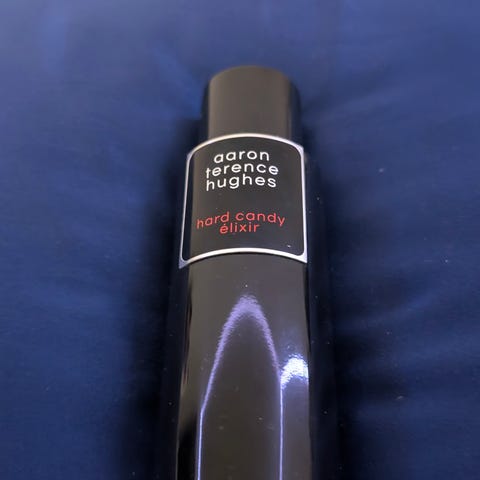 aaron
terence
hughes
hard candy
élixir